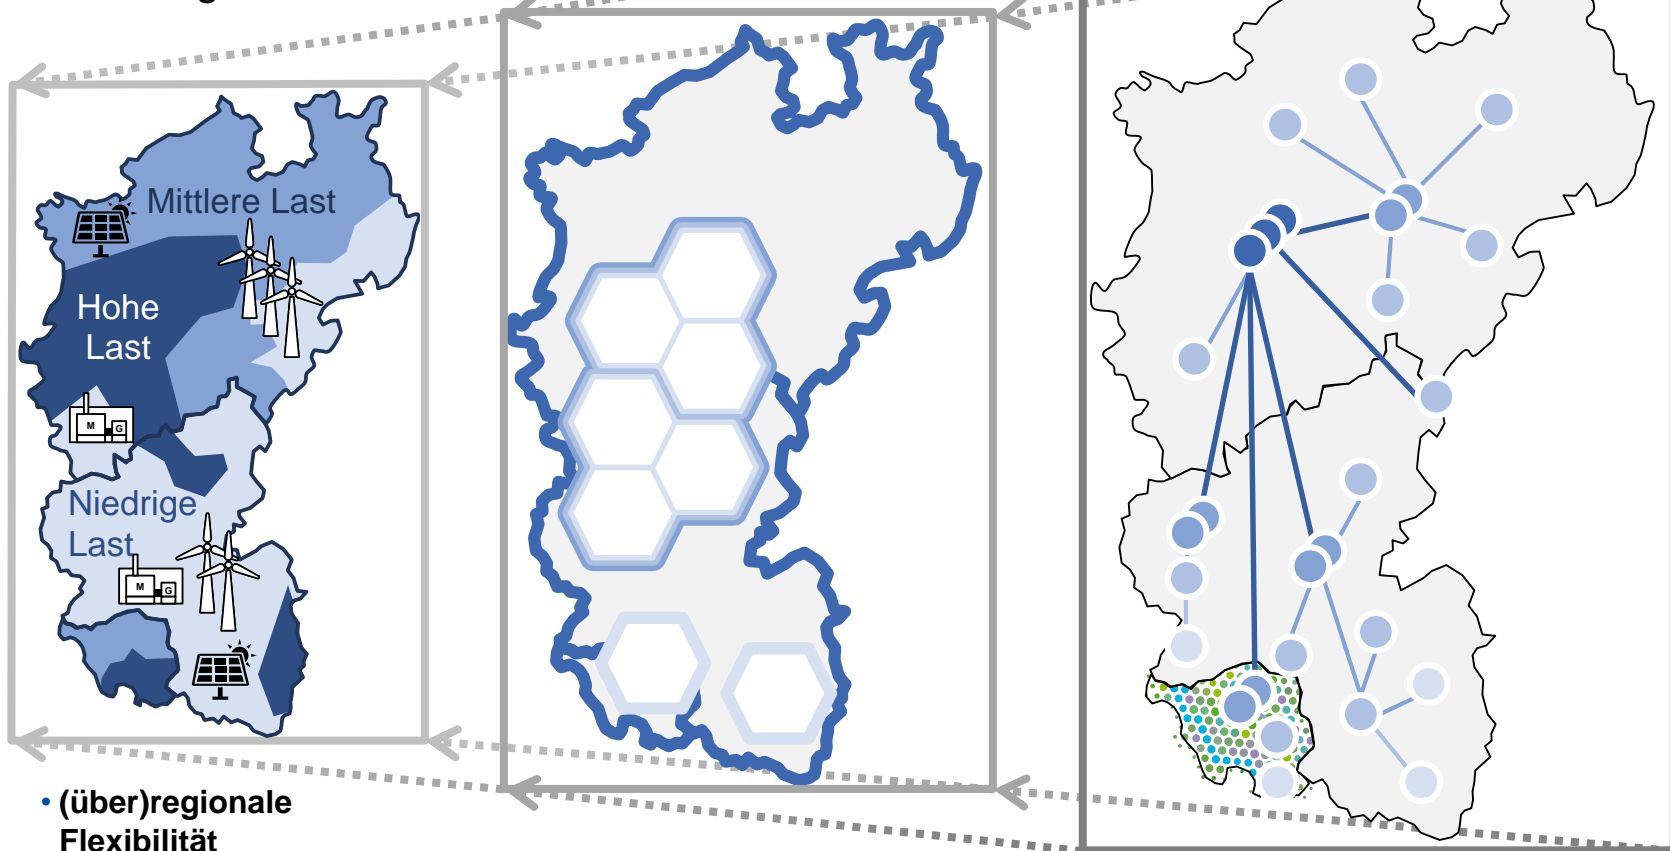 Mittlere Last
Hohe
Last
M
G
Niedrige
Last
M
G
• (über)regionale
Flexibilität